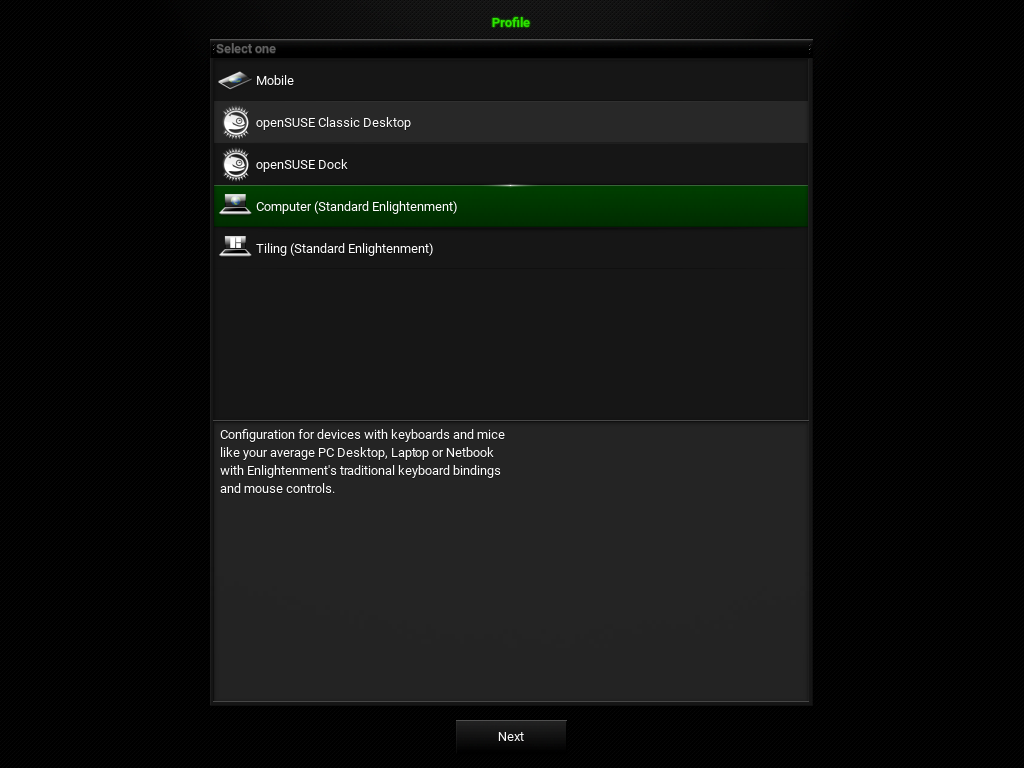 Profile
Select one
Mobile
openSUSE Classic Desktop
openSUSE Dock
Computer (Standard Enlightenment)
Tiling (Standard Enlightenment)
Configuration for devices with keyboards and mice
like your average PC Desktop, Laptop or Netbook
with Enlightenment's traditional keyboard bindings
and mouse controls.
Next